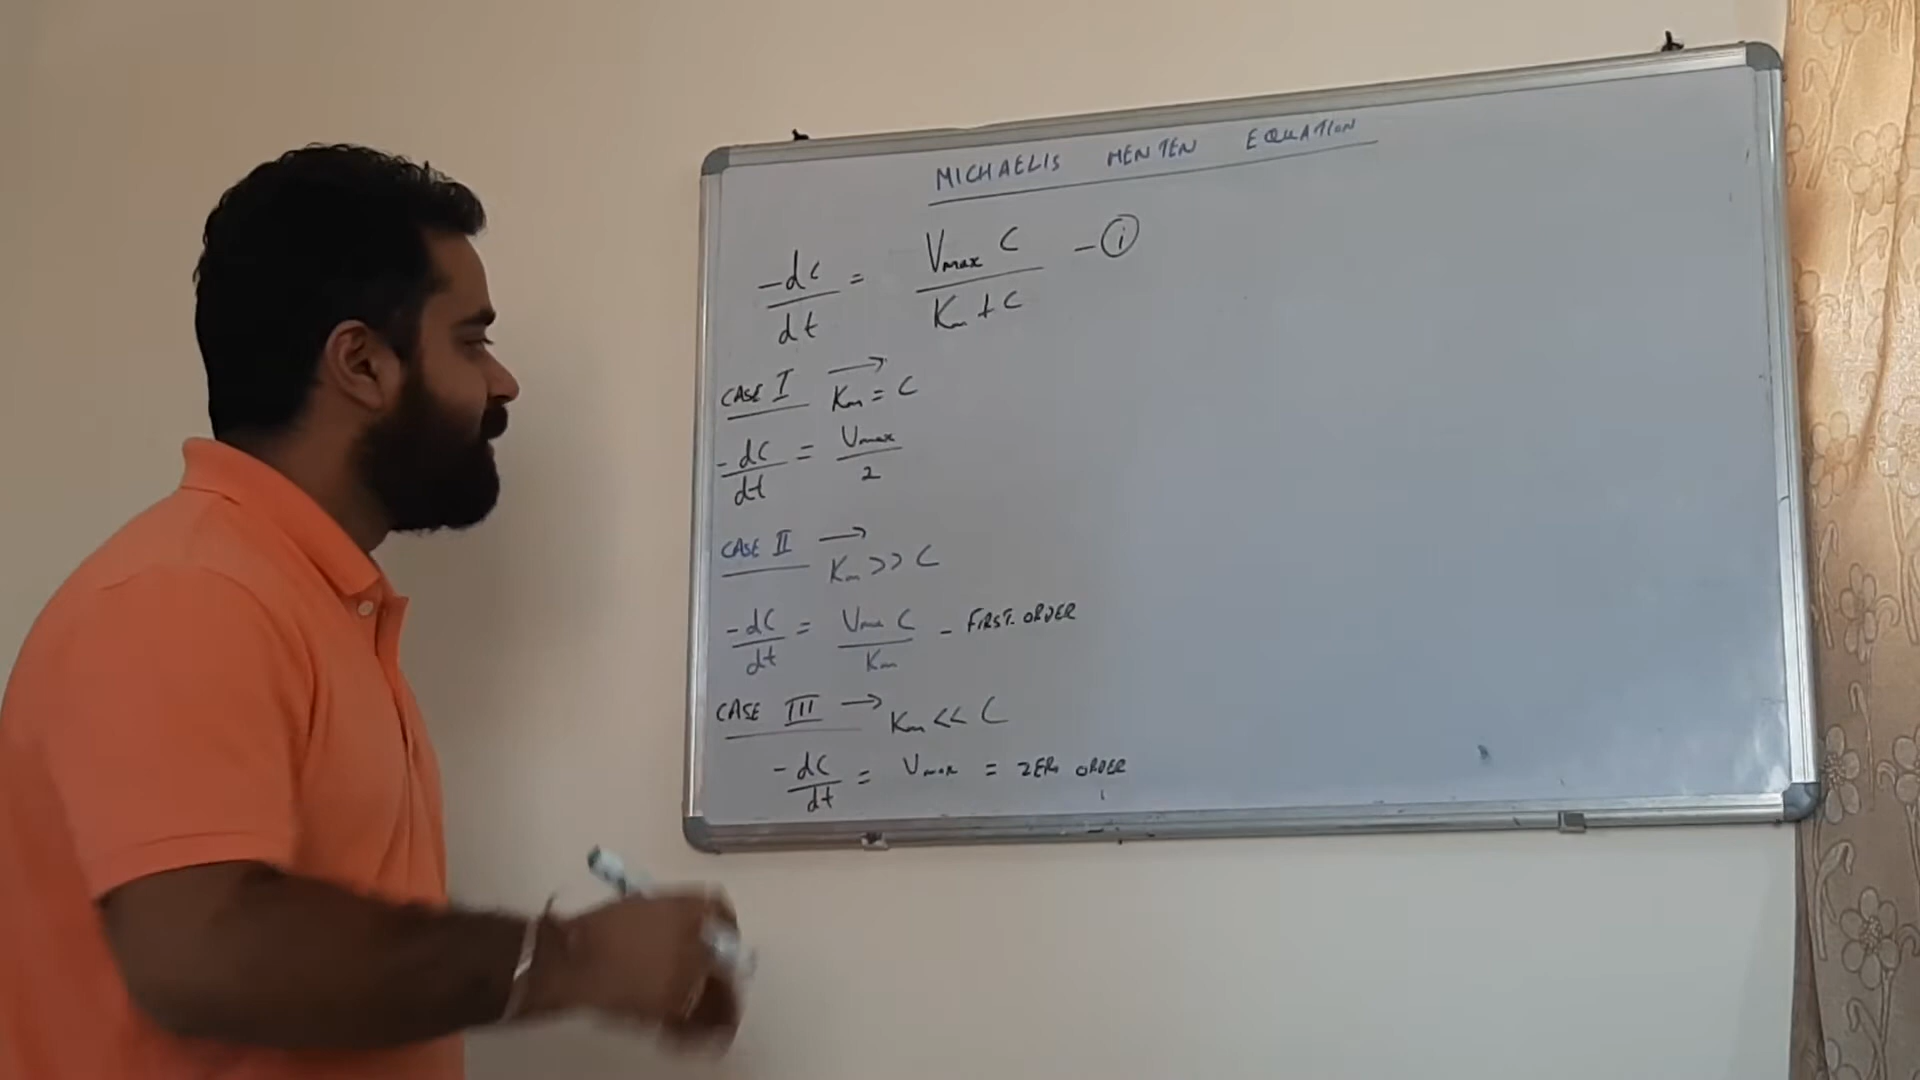 MICHAELIS MENTEN EQUATION
-dc/dt = Vmax C/Km + C - (i)
CASE I → Km = C
-dc/dt = Vmax/2
CASE II → Km >> C
-dc/dt = Vmax C/Km - FIRST-ORDER
CASE III → Km << C
-dc/dt = Vmax = ZERO ORDER